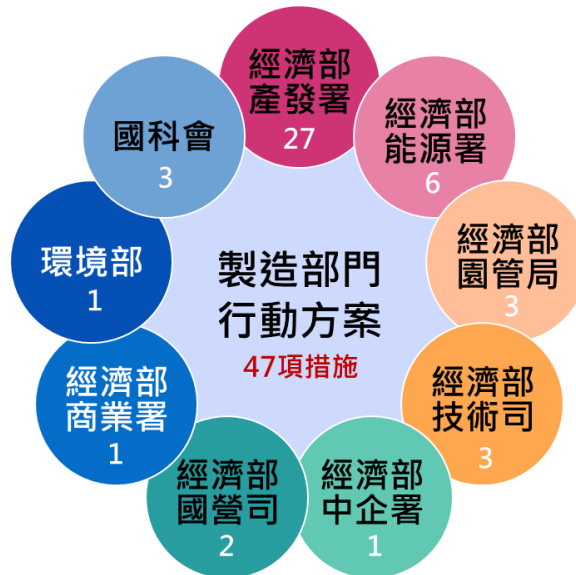 經濟部
產發署
27
經濟部
能源署
6
經濟部
園管局
3
經濟部
技術司
3
經濟部
中企署
1
經濟部
國營司
2
經濟部
商業署
1
環境部
1
國科會
3
製造部門
行動方案
47項措施